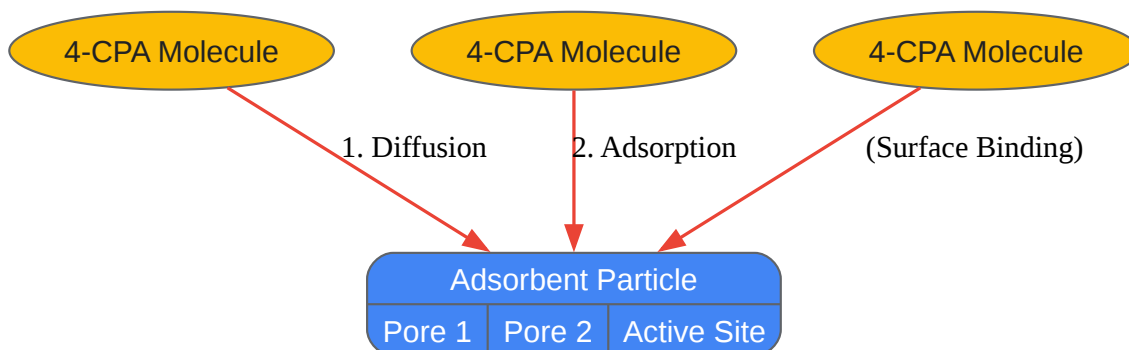 4-CPA Molecule 4-CPA Molecule 4-CPA Molecule
1. Diffusion 2. Adsorption (Surface Binding)
Adsorbent Particle
Pore 1 Pore 2 Active Site